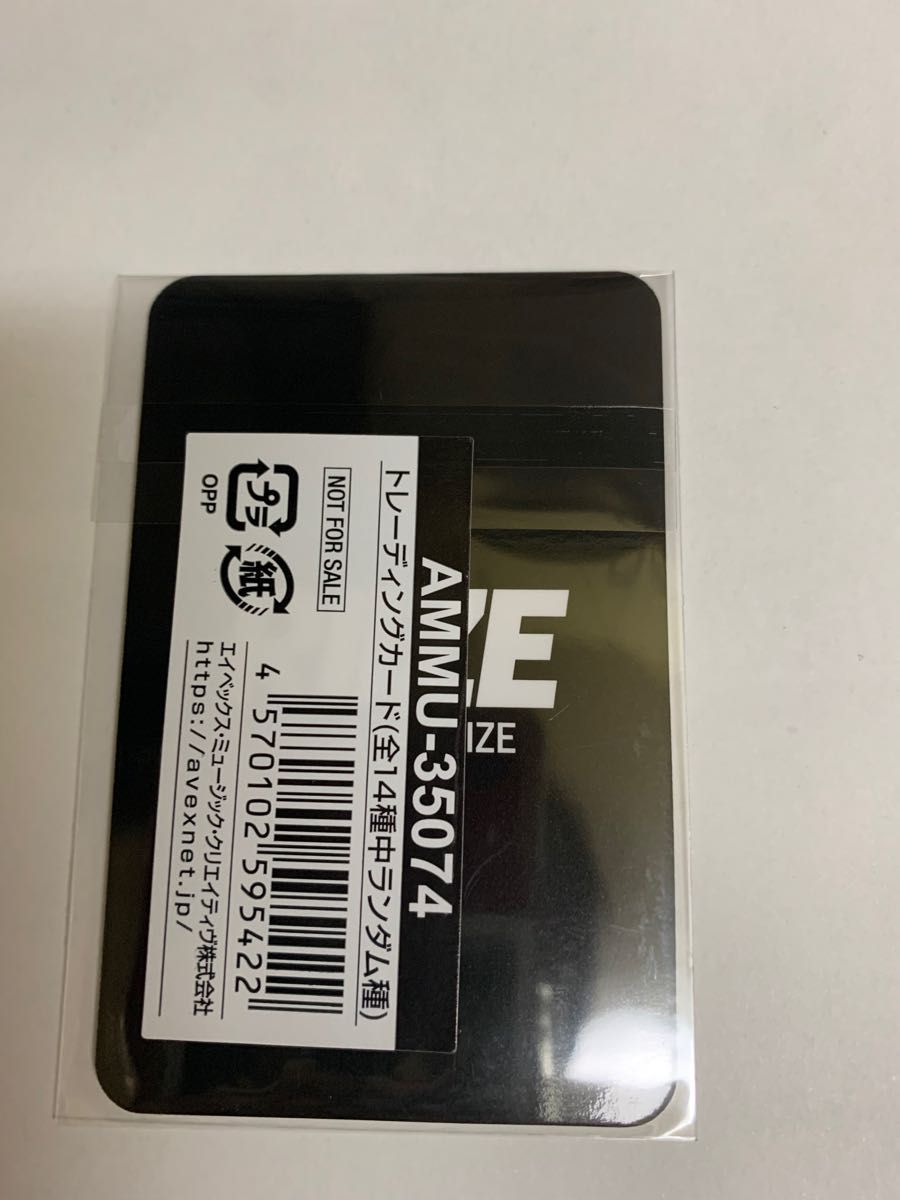 AMMU-35074
トレーディングカード(全14種中ランダム種)
NOT FOR SALE
プラ
紙
OPP
4 570102 595422
エイベックス・ミュージック・クリエイティヴ株式会社
https://avexnet.jp/
ZE
IZE